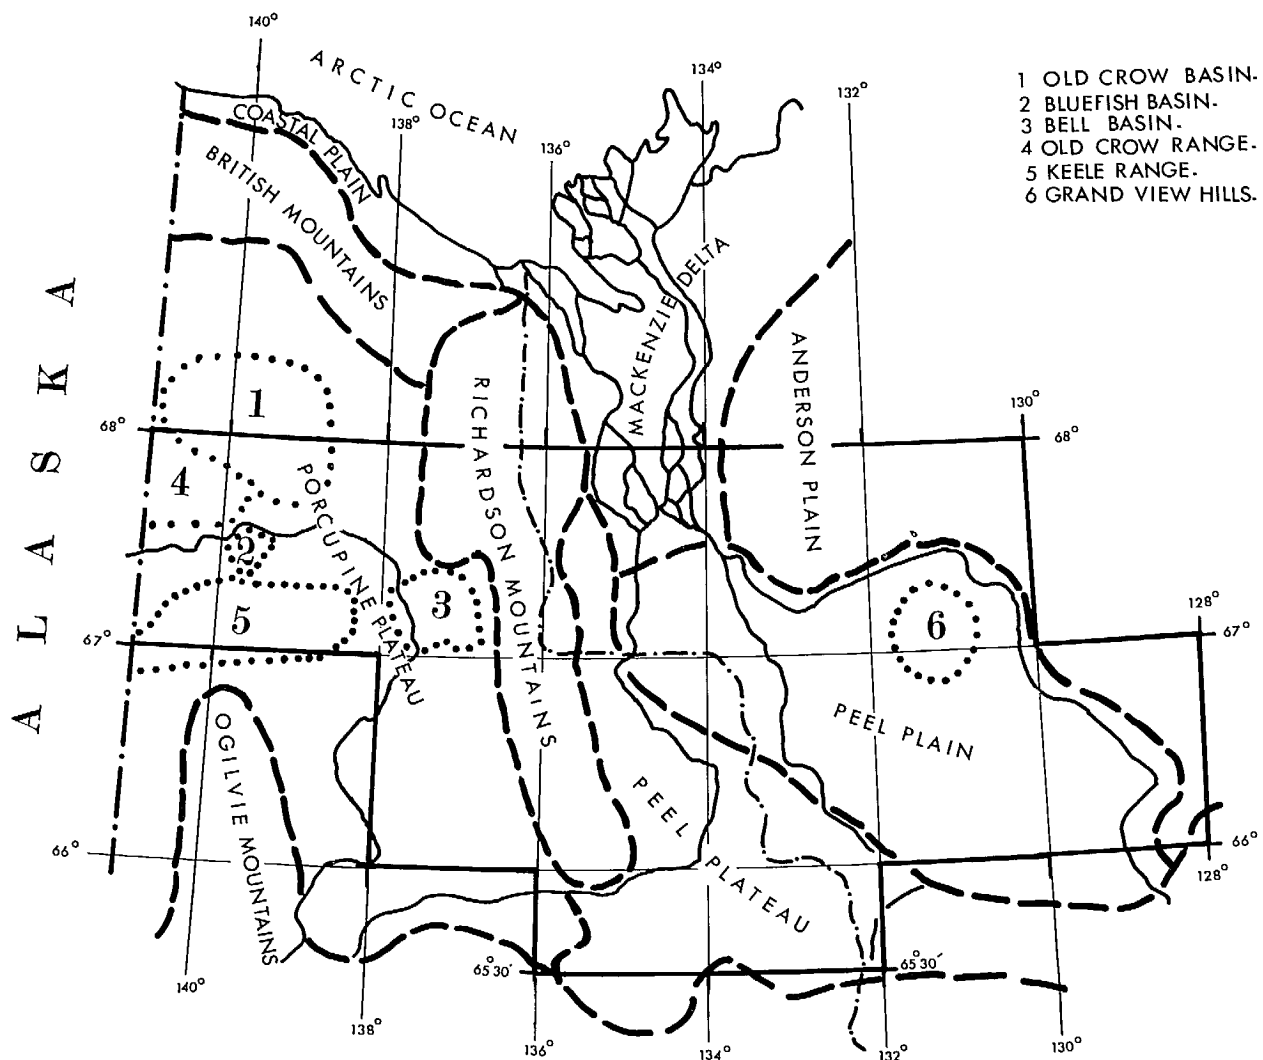 140°
ARCTIC OCEAN
134°
132°
138°
136°
1 OLD CROW BASIN.
2 BLUEFISH BASIN.
3 BELL BASIN.
4 OLD CROW RANGE.
5 KEELE RANGE.
6 GRAND VIEW HILLS.
COASTAL PLAIN
BRITISH MOUNTAINS
MACKENZIE DELTA
ALASKA
ANDERSON PLAIN
RICHARDSON MOUNTAINS
1
130°
68°
68°
4
PORCUPINE PLATEAU
2
3
5
6
128°
67°
67°
PEEL PLAIN
OGILVIE MOUNTAINS
PEEL PLATEAU
66°
66°
128°
65°30'
65°30'
140°
138°
136°
134°
132°
130°